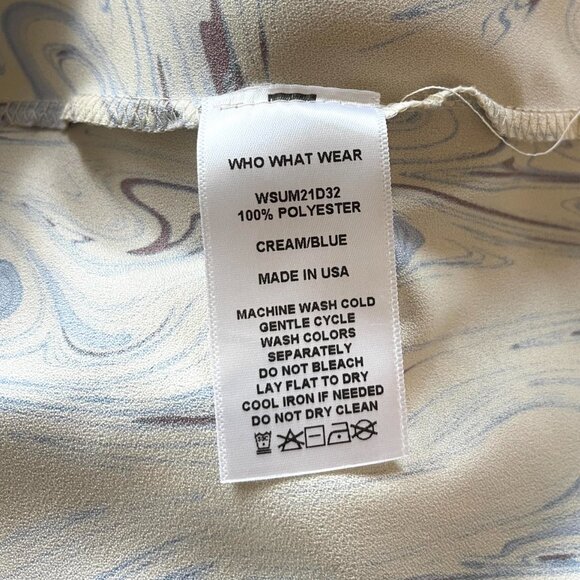 WHO WHAT WEAR
WSUM21D32
100% POLYESTER
CREAM/BLUE
MADE IN USA
MACHINE WASH COLD
GENTLE CYCLE
WASH COLORS
SEPARATELY
DO NOT BLEACH
LAY FLAT TO DRY
COOL IRON IF NEEDED
DO NOT DRY CLEAN